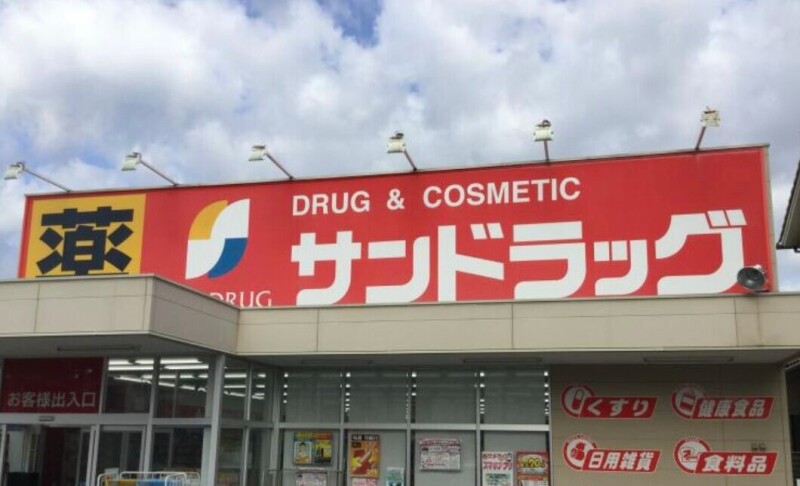 薬
DRUG & COSMETIC
サンドラッグ
DRUG
お客様出入口
くすり
健康食品
日用雑貨
食料品